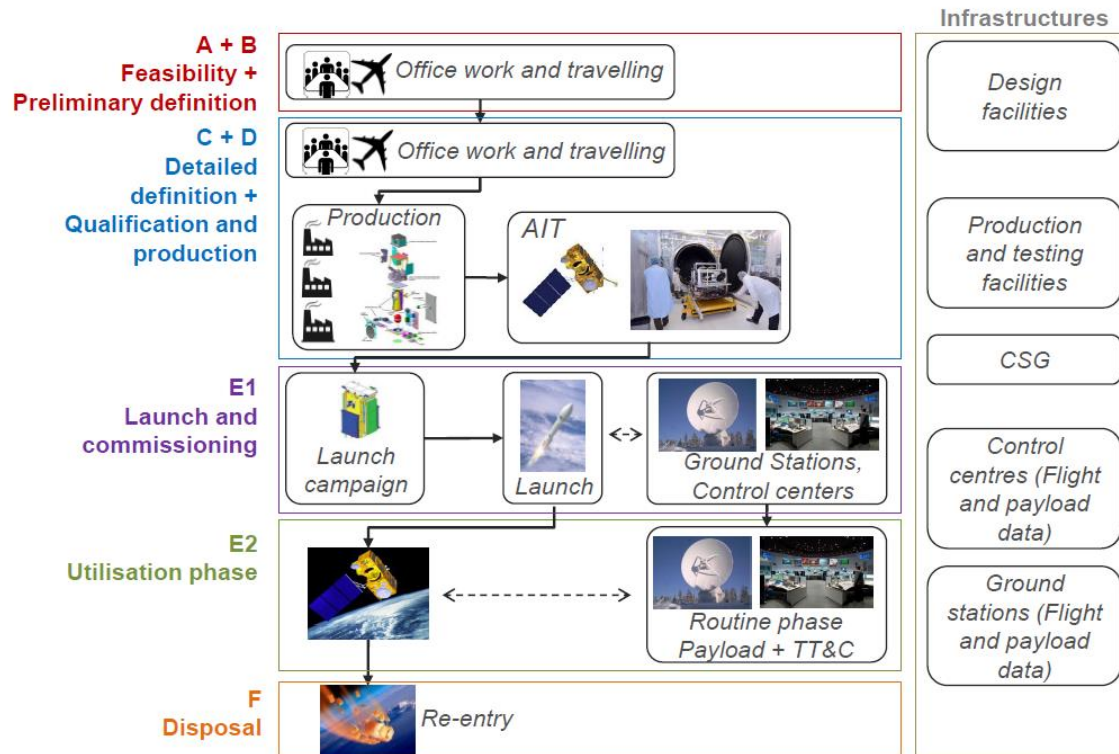 Infrastructures
A + B
Feasibility +
Preliminary definition
Office work and travelling
Design
facilities
C + D
Detailed
definition +
Qualification and
production
Office work and travelling
Production
AIT
Production
and testing
facilities
CSG
E1
Launch and
commissioning
Launch
campaign
Launch
Ground Stations,
Control centers
Control
centres (Flight
and payload
data)
E2
Utilisation phase
Routine phase
Payload + TT&C
Ground
stations (Flight
and payload
data)
F
Disposal
Re-entry